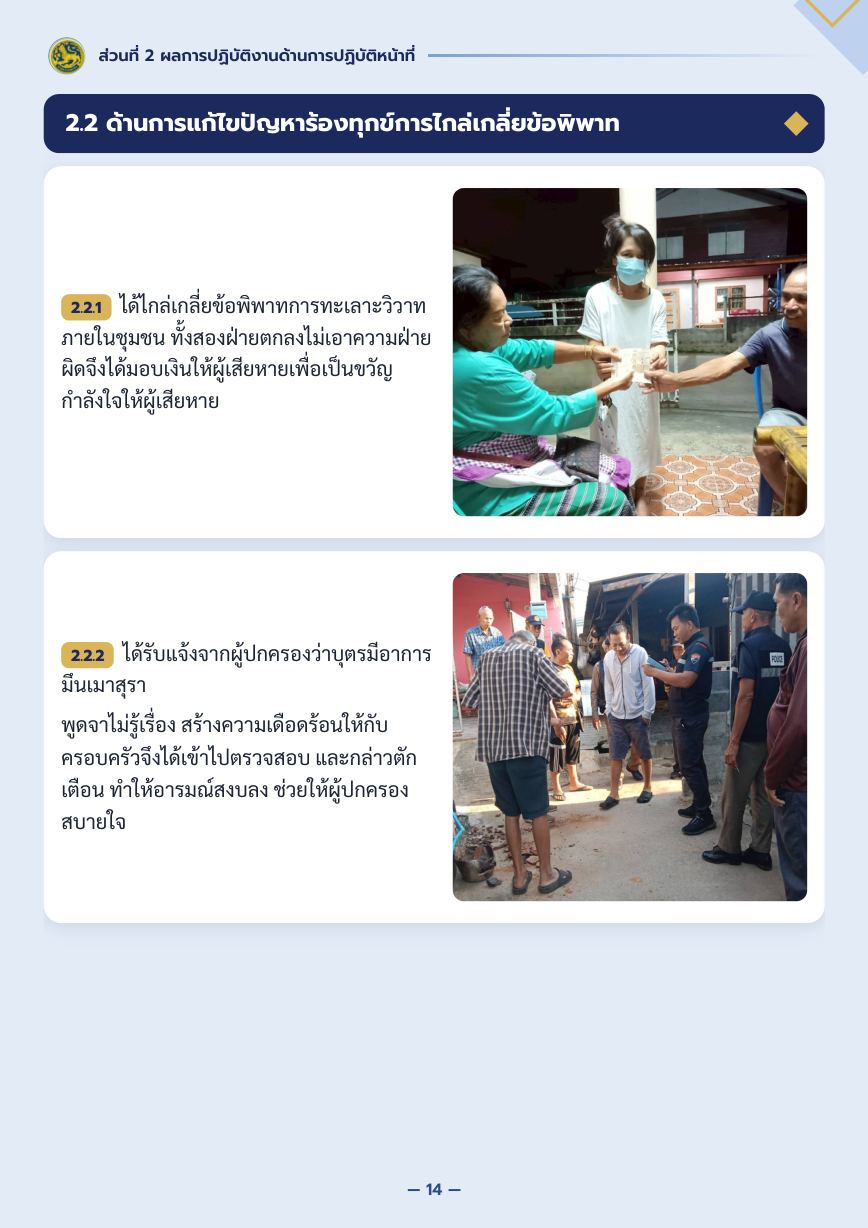 ส่วนที่ 2 ผลการปฏิบัติงานด้านการปฏิบัติหน้าที่
2.2 ด้านการแก้ไขปัญหาร้องทุกข์การไกล่เกลี่ยข้อพิพาท
2.2.1 ได้ไกล่เกลี่ยข้อพิพาทการทะเลาะวิวาท
ภายในชุมชน ทั้งสองฝ่ายตกลงไม่เอาความฝ่าย
ผิดจึงได้มอบเงินให้ผู้เสียหายเพื่อเป็นขวัญ
กำลังใจให้ผู้เสียหาย
2.2.2 ได้รับแจ้งจากผู้ปกครองว่าบุตรมีอาการ
มึนเมาสุรา
พูดจาไม่รู้เรื่อง สร้างความเดือดร้อนให้กับ
ครอบครัวจึงได้เข้าไปตรวจสอบ และกล่าวตัก
เตือน ทำให้อารมณ์สงบลง ช่วยให้ผู้ปกครอง
สบายใจ
POLICE
— 14 —